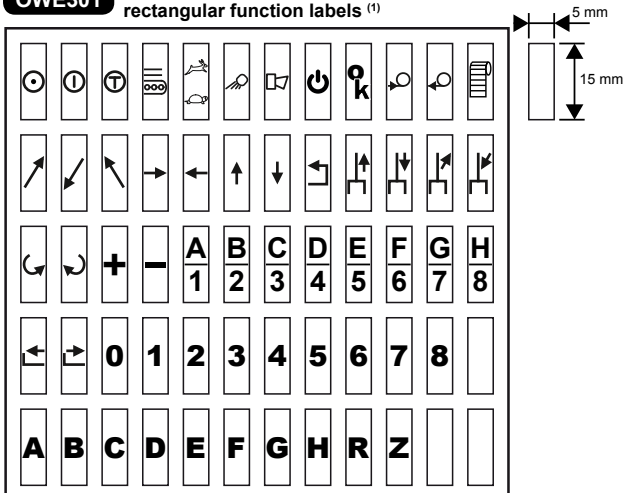 OWE301
rectangular function labels (1)
5 mm
15 mm
T
ok
+ − A/1 B/2 C/3 D/4 E/5 F/6 G/7 H/8
0 1 2 3 4 5 6 7 8
A B C D E F G H R Z